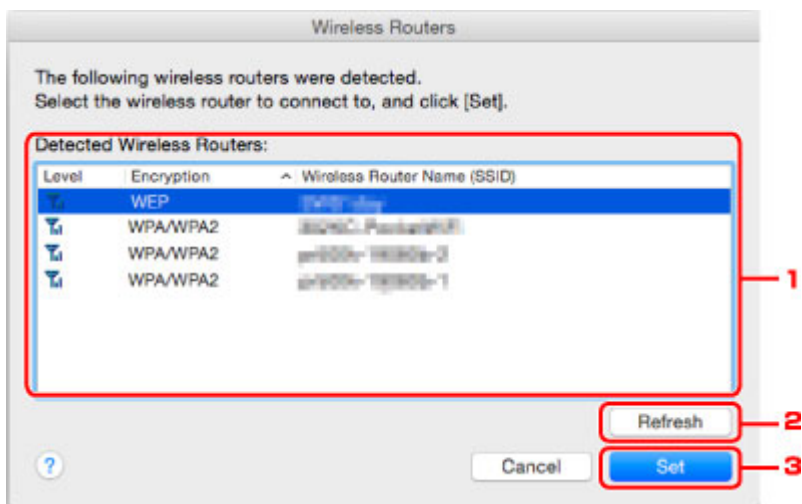 Wireless Routers
The following wireless routers were detected.
Select the wireless router to connect to, and click [Set].
Detected Wireless Routers:
Level Encryption Wireless Router Name (SSID)
WEP
WPA/WPA2
WPA/WPA2
WPA/WPA2
1
Refresh 2
? Cancel Set 3